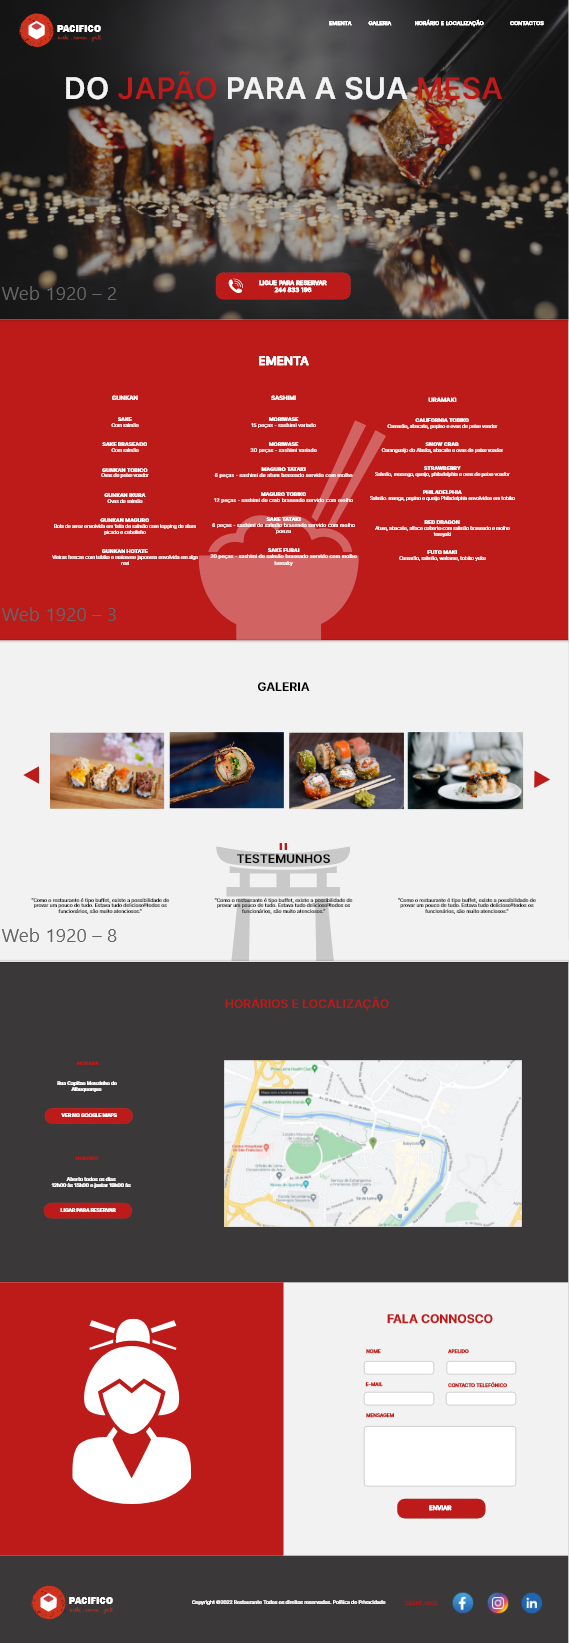 PACIFICO
EMENTA GALERIA HORÁRIO E LOCALIZAÇÃO CONTACTOS
DO JAPÃO PARA A SUA MESA
LIGUE PARA RESERVAR
244 833 196
Web 1920 – 2
EMENTA
GUNKAN
SAKE
Com salmão
SAKE BRASEADO
Com salmão
GUNKAN TOBICO
Ovas de peixe voador
GUNKAN IKURA
Ovas de salmão
GUNKAN MAGURO
Bola de arroz envolvida em fatia de salmão com topping de atum
picado e cebolinho
GUNKAN HOTATE
Vieiras frescas com tobiko e maionese japonesa envolvida em alga
nori
SASHIMI
MORIWASE
15 peças - sashimi variado
MORIWASE
30 peças - sashimi variado
MAGURO TATAKI
6 peças - sashimi de atum braseado servido com molho
MAGURO TOBIKO
12 peças - sashimi de crab braseado servido com molho
SAKE TATAKI
6 peças - sashimi de salmão braseado servido com molho
ponzu
SAKE FURAI
20 peças - sashimi de salmão braseado servido com molho
URAMAKI
CALIFORNIA TOBIKO
Camarão, abacate, pepino e ovas de peixe voador
SNOW CRAB
Caranguejo do Alaska, abacate e ovas de peixe voador
STRAWBERRY
Salmão, morango, queijo, philadelphia e ovas de peixe voador
PHILADELPHIA
Salmão, manga, pepino e queijo Philadelphia envolvidos em tobiko
RED DRAGON
Atum, abacate, alface coberto com salmão braseado e molho
teriyaki
FUTO MAKI
Camarão, salmão, wakame, tobiko yuke
Web 1920 – 3
GALERIA
"
TESTEMUNHOS
"Como o restaurante é tipo buffet, existe a possibilidade de
provar um pouco de tudo. Estava tudo delicioso!!todos os
funcionários, são muito atenciosos."
"Como o restaurante é tipo buffet, existe a possibilidade de
provar um pouco de tudo. Estava tudo delicioso!!todos os
funcionários, são muito atenciosos."
"Como o restaurante é tipo buffet, existe a possibilidade de
provar um pouco de tudo. Estava tudo delicioso!!todos os
funcionários, são muito atenciosos."
Web 1920 – 8
HORÁRIOS E LOCALIZAÇÃO
MORADA
Rua Capitão Mouzinho de
Albuquerque
VER NO GOOGLE MAPS
HORÁRIO
Aberto todos os dias
12h00 às 15h00 e jantar 19h00 às
LIGAR PARA RESERVAR
FALA CONNOSCO
NOME APELIDO
E-MAIL CONTACTO TELEFÓNICO
MENSAGEM
ENVIAR
PACIFICO
Copyright ©2022 Restaurante Todos os direitos reservados. Política de Privacidade